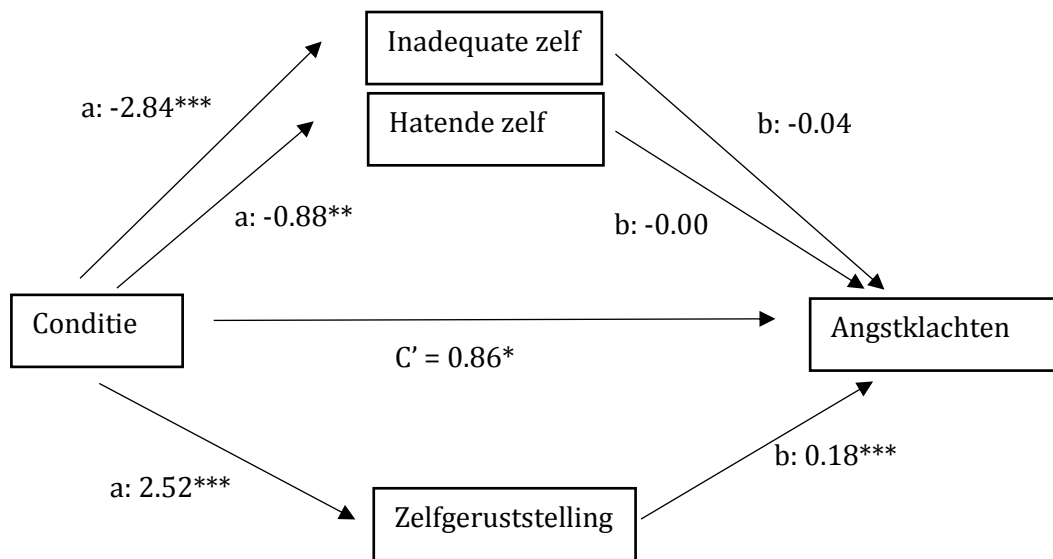 Inadequate zelf
a: -2.84***
Hatende zelf
b: -0.04
a: -0.88**
b: -0.00
Conditie
Angstklachten
C’ = 0.86*
b: 0.18***
a: 2.52***
Zelfgeruststelling